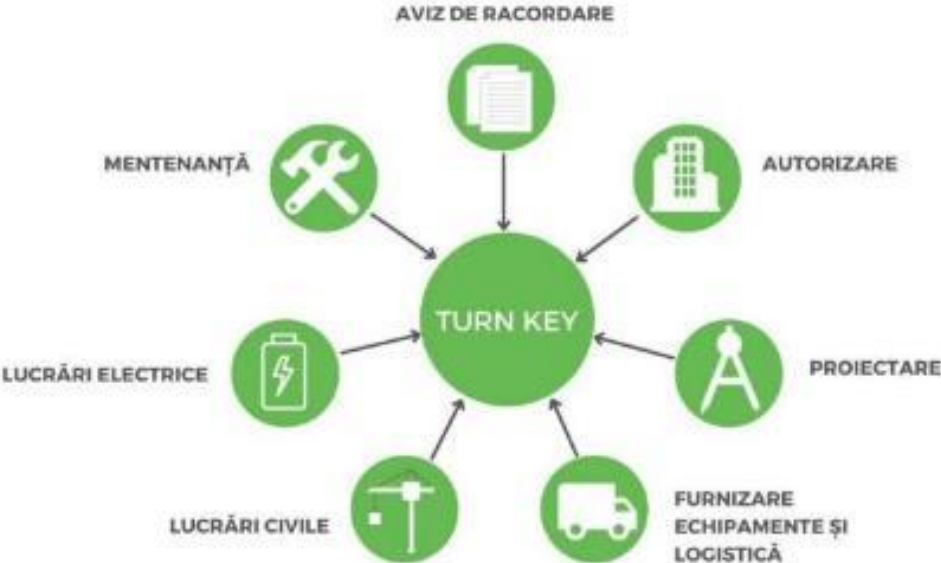 AVIZ DE RACORDARE
MENTENANȚĂ
AUTORIZARE
TURN KEY
LUCRĂRI ELECTRICE
PROIECTARE
LUCRĂRI CIVILE
FURNIZARE
ECHIPAMENTE ȘI
LOGISTICĂ